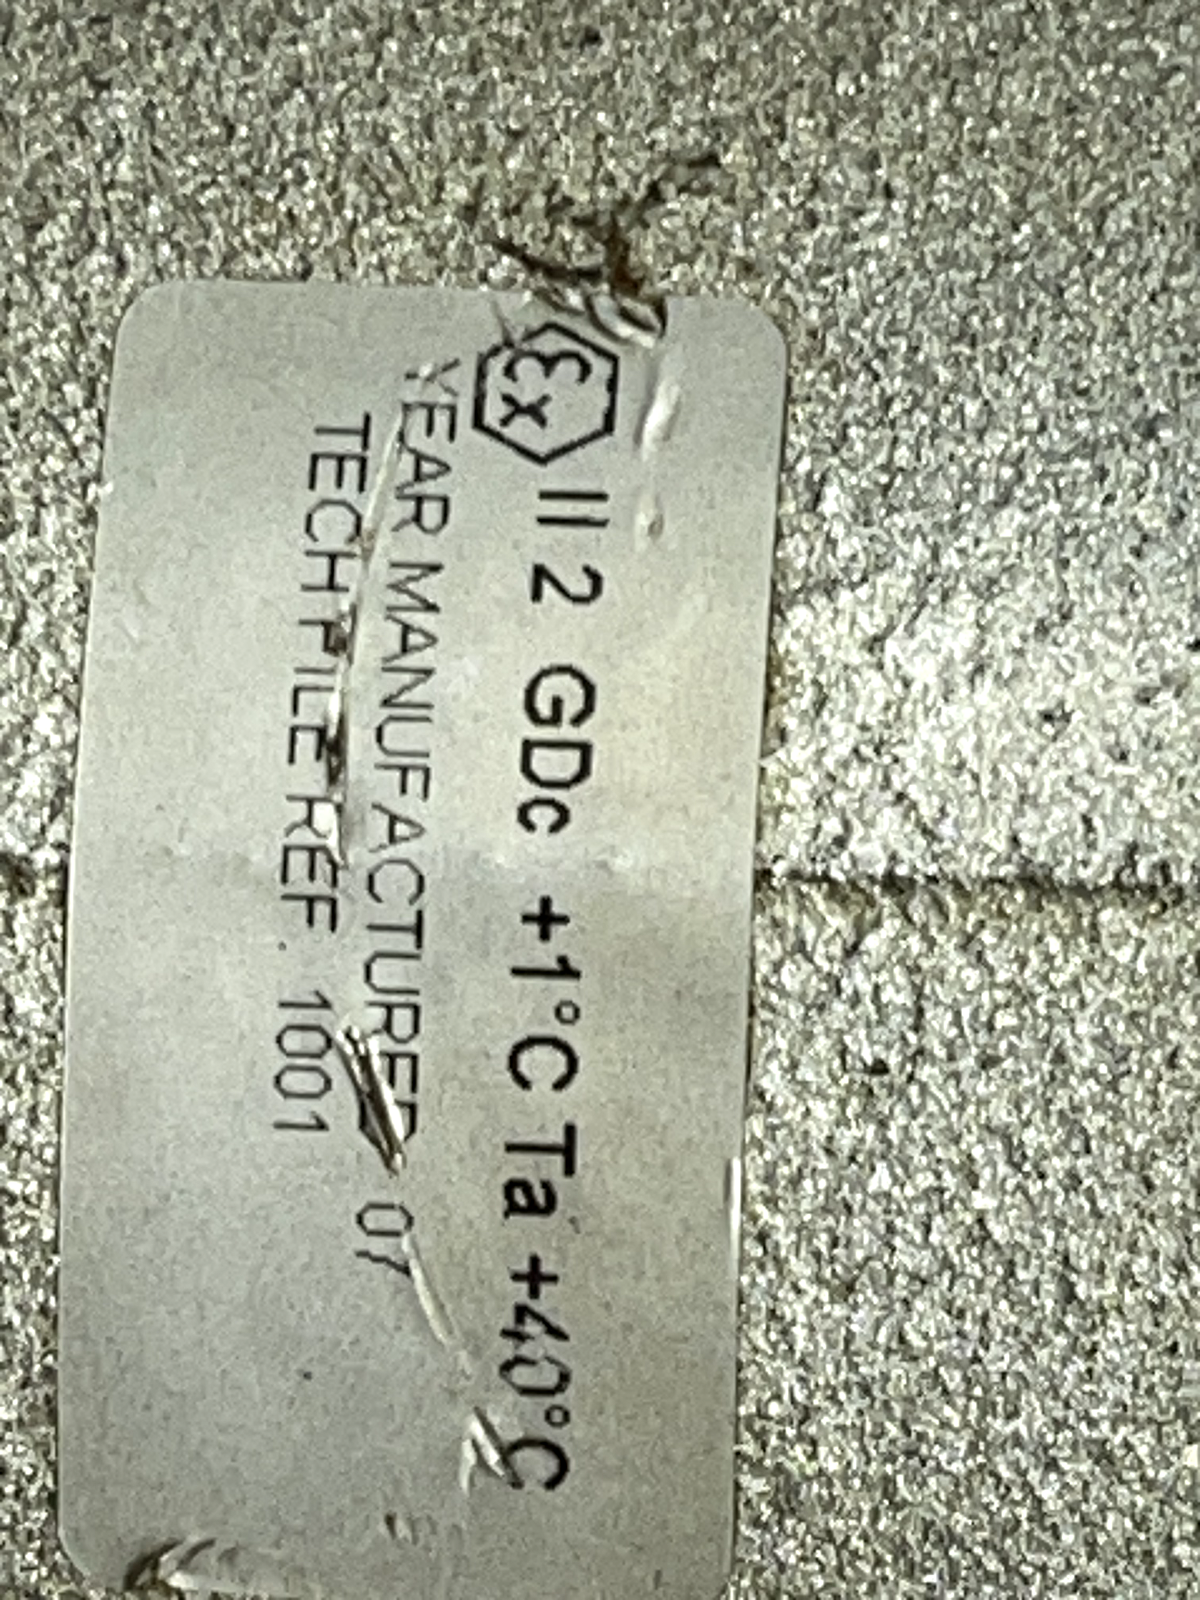 Ex II 2 GDc +1°C Ta +40°C
YEAR MANUFACTURED 07
TECH FILE REF 1001